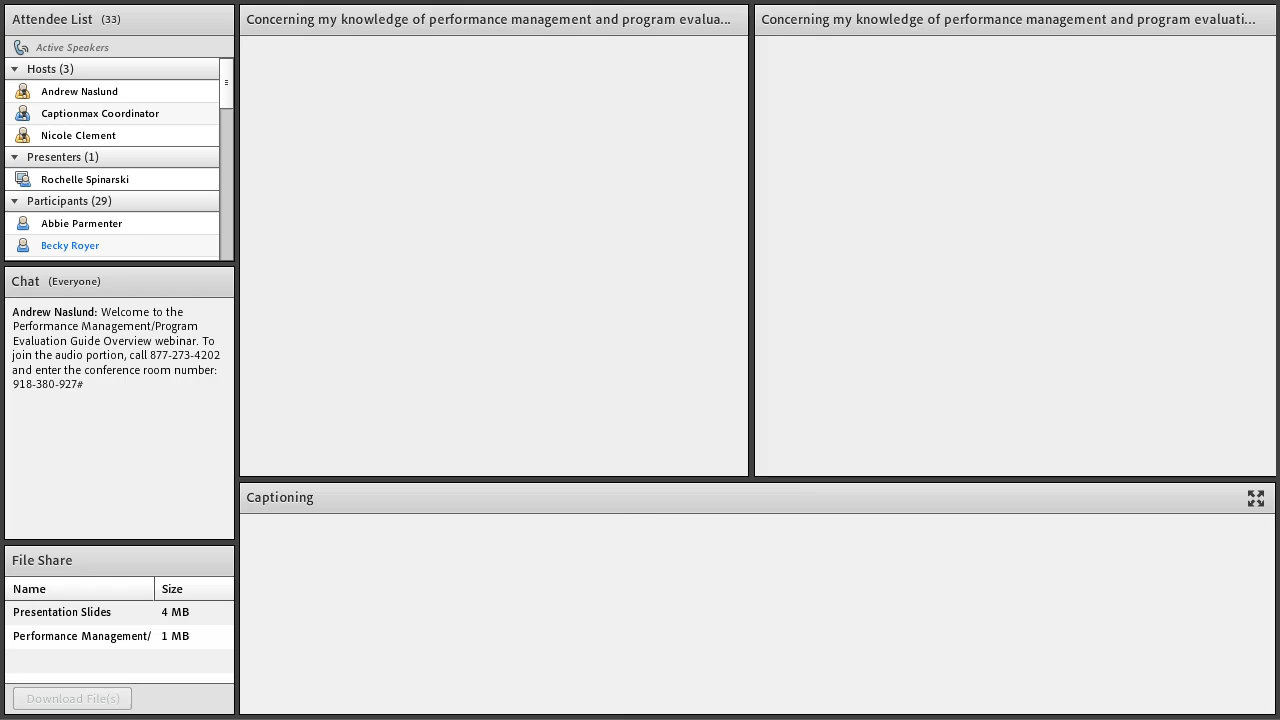 Attendee List (33)
Active Speakers
Hosts (3)
Andrew Naslund
Captionmax Coordinator
Nicole Clement
Presenters (1)
Rochelle Spinarski
Participants (29)
Abbie Parmenter
Becky Royer
Chat (Everyone)
Andrew Naslund: Welcome to the
Performance Management/Program
Evaluation Guide Overview webinar. To
join the audio portion, call 877-273-4202
and enter the conference room number:
918-380-927#
File Share
Name Size
Presentation Slides 4 MB
Performance Management/ 1 MB
Download File(s)
Concerning my knowledge of performance management and program evalua...
Concerning my knowledge of performance management and program evaluati...
Captioning